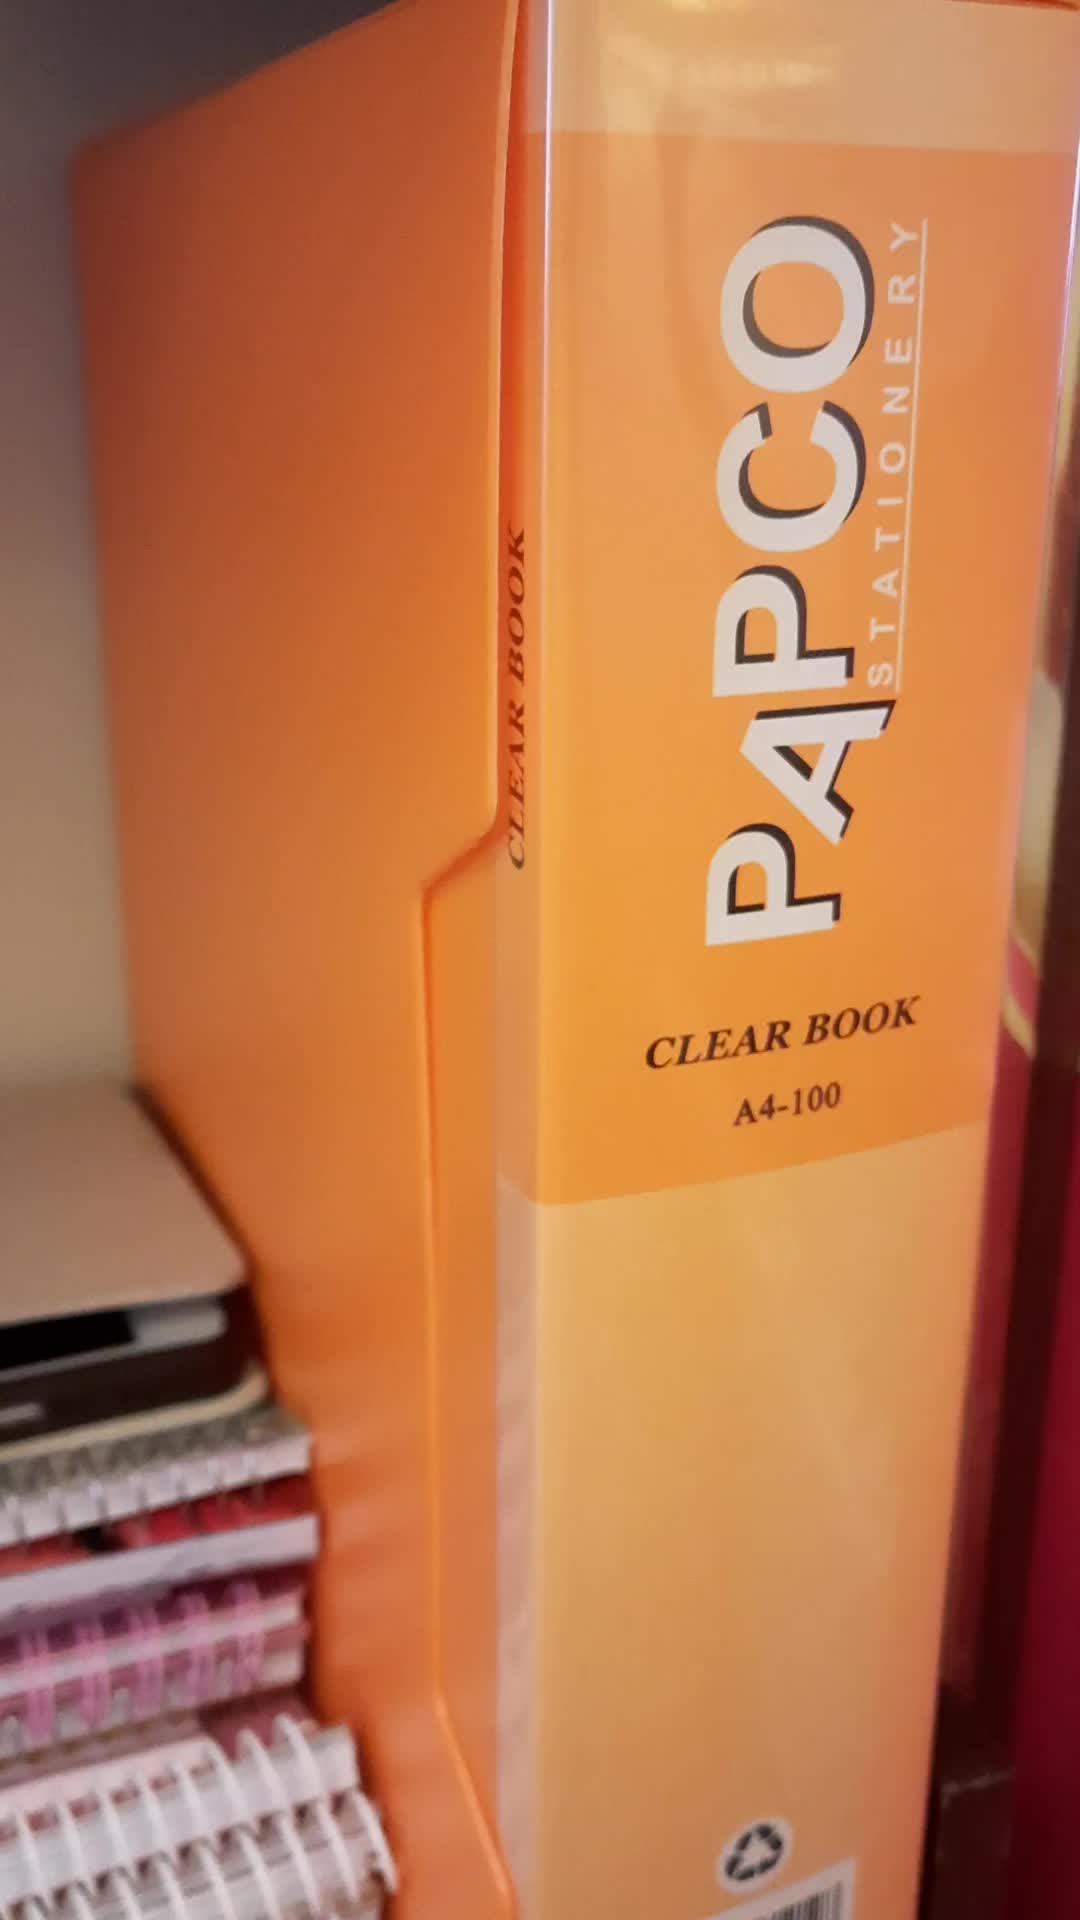 PAPCO
STATIONERY
CLEAR BOOK
A4-100
CLEAR BOOK